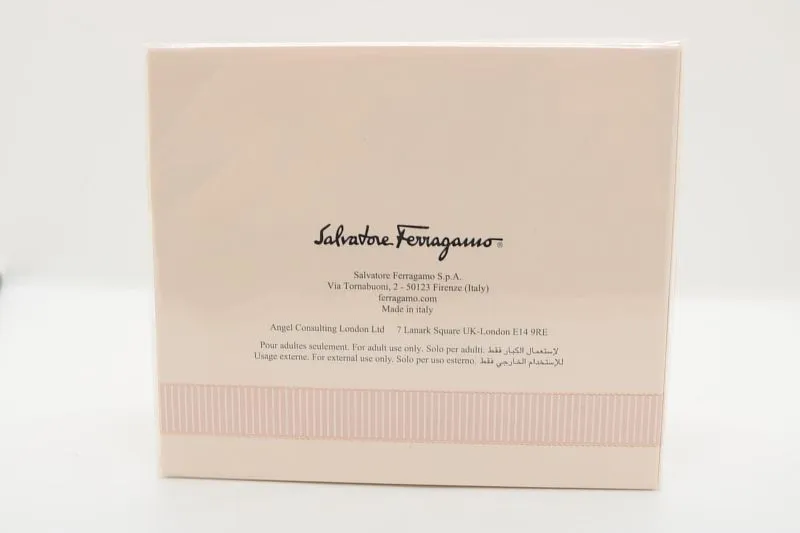 Salvatore Ferragamo®
Salvatore Ferragamo S.p.A.
Via Tornabuoni, 2 - 50123 Firenze (Italy)
ferragamo.com
Made in italy
Angel Consulting London Ltd 7 Lanark Square UK-London E14 9RE
Pour adultes seulement. For adult use only. Solo per adulti. لاستعمال الكبار فقط
Usage externe. For external use only. Solo per uso esterno. للإستخدام الخارجي فقط